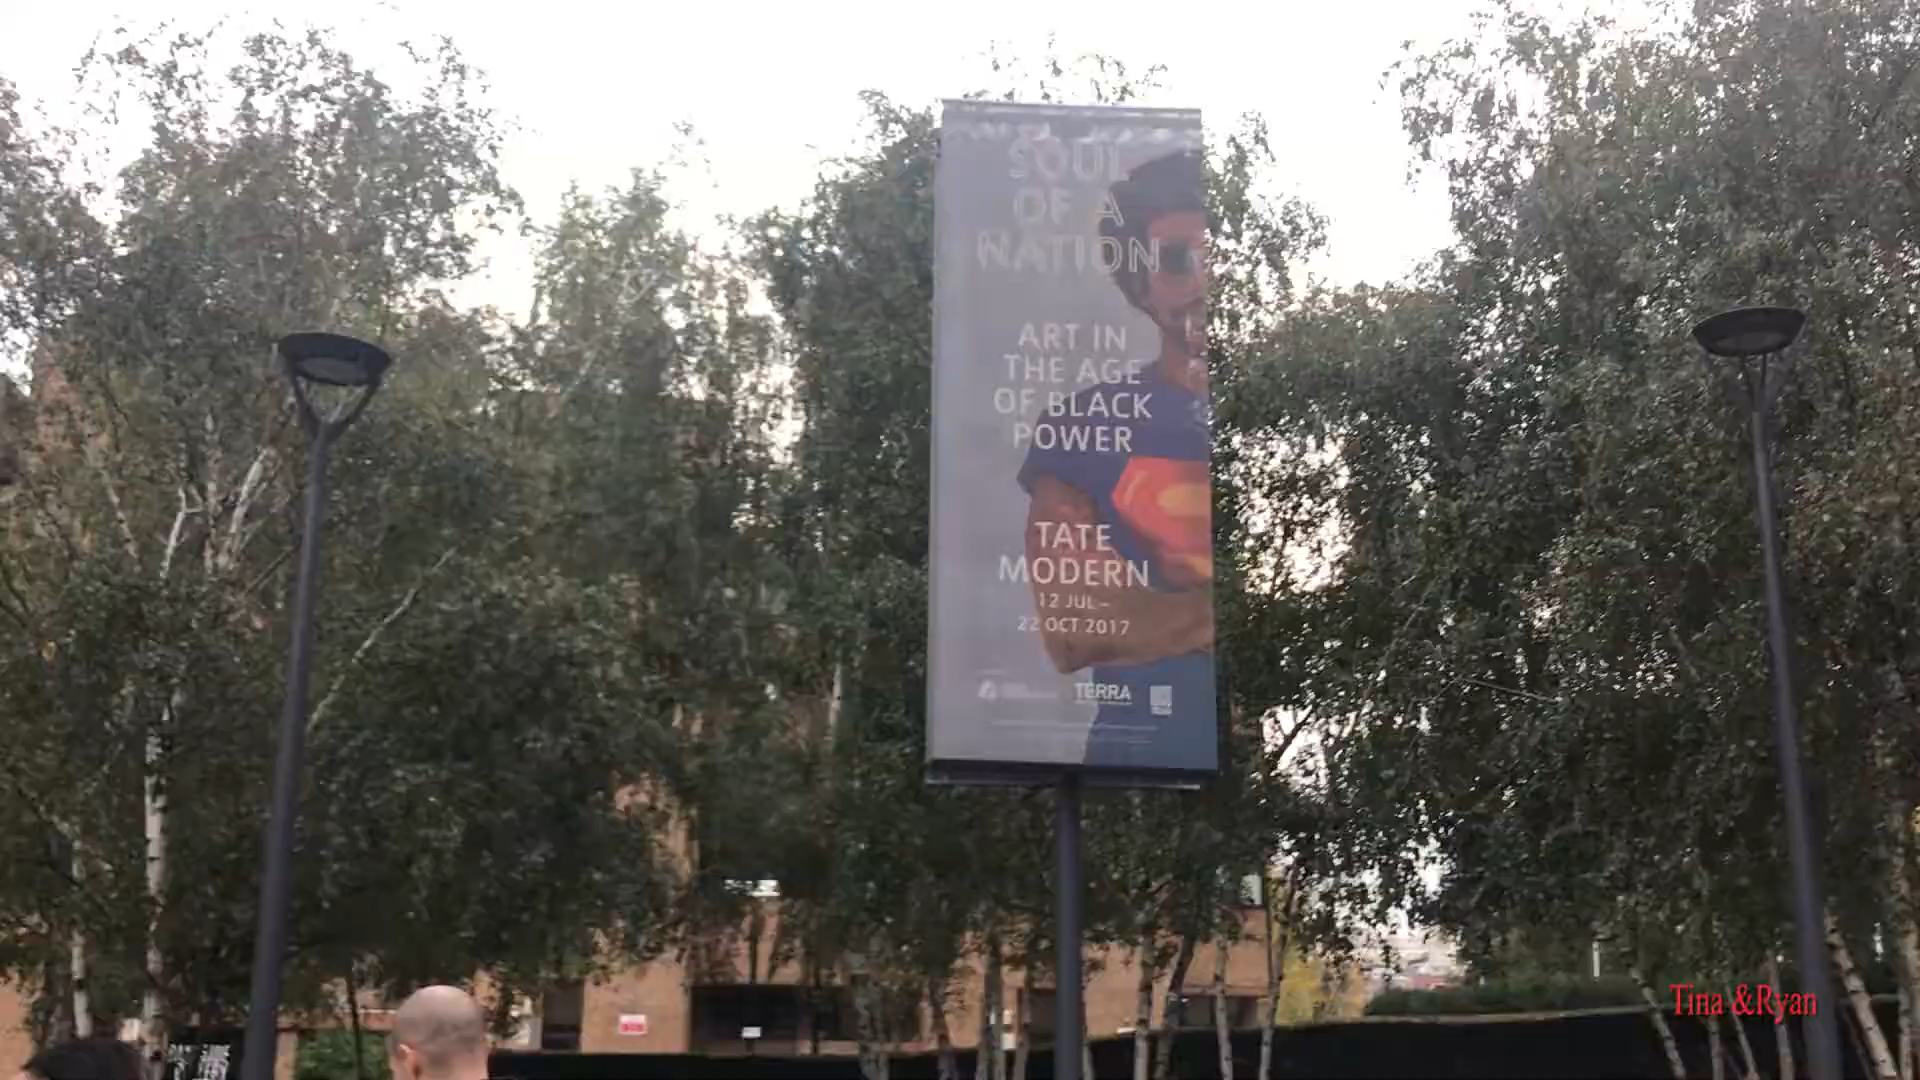 SOUL
OF A
NATION
ART IN
THE AGE
OF BLACK
POWER
TATE
MODERN
12 JUL –
22 OCT 2017
TERRA
Tina &Ryan